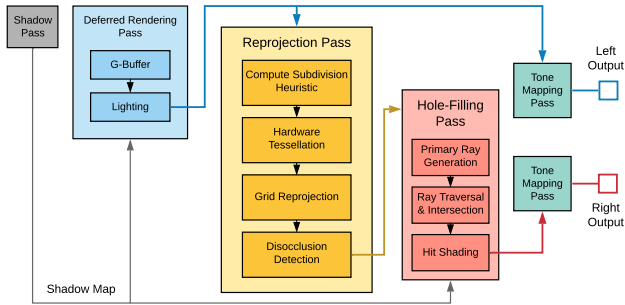 Shadow
Pass
Deferred Rendering
Pass
G-Buffer
Lighting
Reprojection Pass
Compute Subdivision
Heuristic
Hardware
Tessellation
Grid Reprojection
Disocclusion
Detection
Hole-Filling
Pass
Primary Ray
Generation
Ray Traversal
& Intersection
Hit Shading
Tone
Mapping
Pass
Left
Output
Tone
Mapping
Pass
Right
Output
Shadow Map